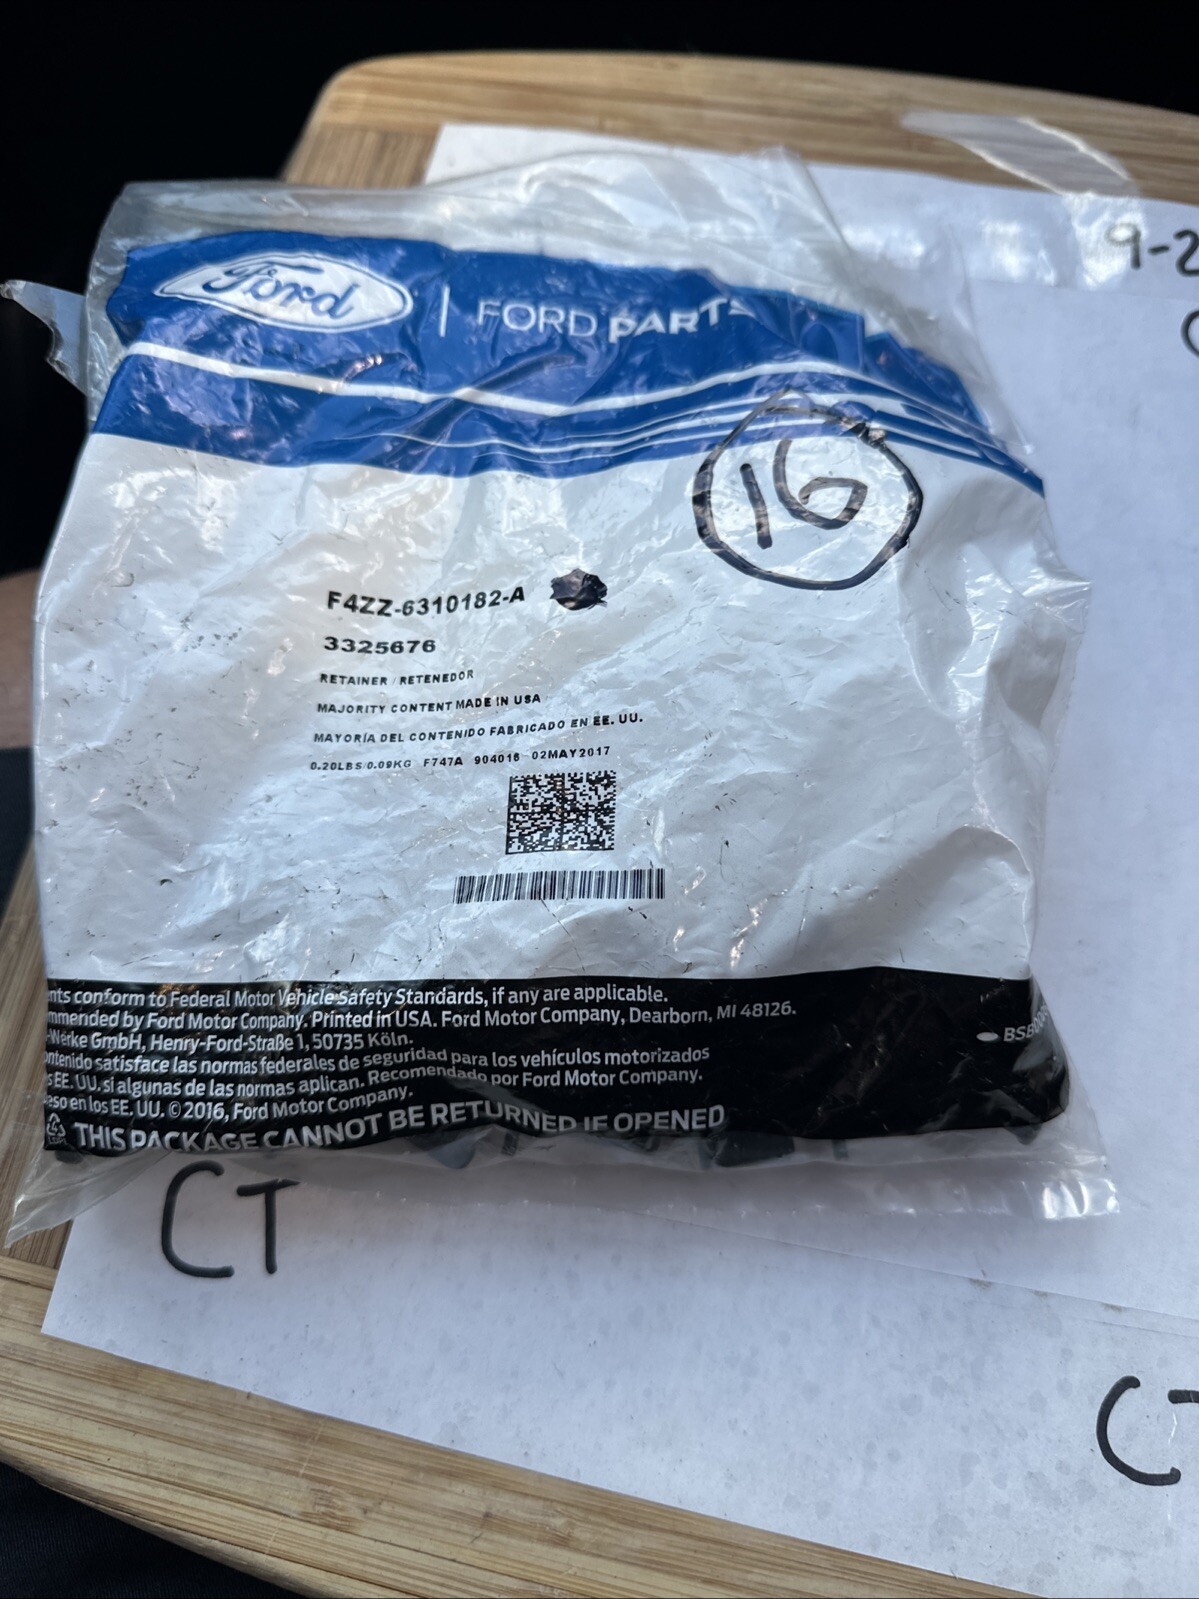 9-2
Ford | FORD PARTS
16
F4ZZ-6310182-A
3325676
RETAINER / RETENEDOR
MAJORITY CONTENT MADE IN USA
MAYORÍA DEL CONTENIDO FABRICADO EN EE. UU.
0.20LBS/0.09KG F747A 904016 02MAY2017
nts conform to Federal Motor Vehicle Safety Standards, if any are applicable.
mmended by Ford Motor Company. Printed in USA. Ford Motor Company, Dearborn, MI 48126.
-Werke GmbH, Henry-Ford-Straße 1, 50735 Köln.
ontenido satisface las normas federales de seguridad para los vehículos motorizados
s EE. UU. si algunas de las normas aplican. Recomendado por Ford Motor Company.
eso en los EE. UU. © 2016, Ford Motor Company.
THIS PACKAGE CANNOT BE RETURNED IF OPENED
CT
CT